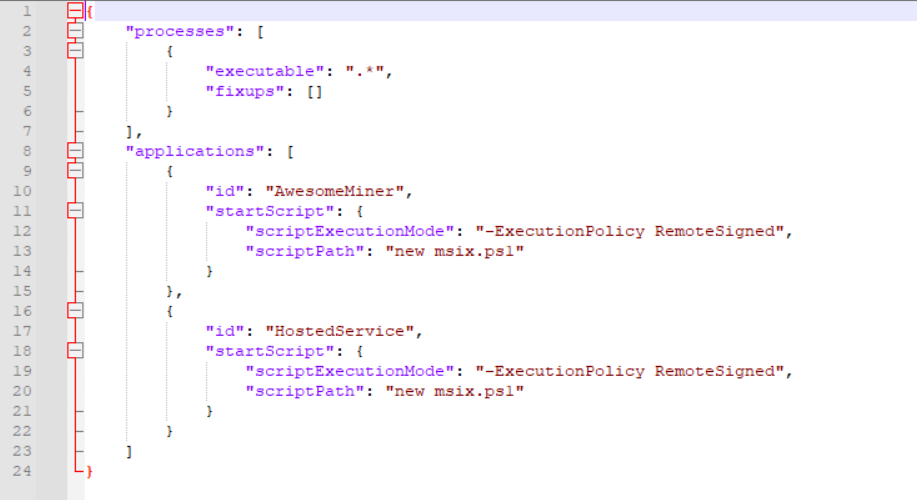 1 {
2 "processes": [
3 {
4 "executable": ".*",
5 "fixups": []
6 }
7 ],
8 "applications": [
9 {
10 "id": "AwesomeMiner",
11 "startScript": {
12 "scriptExecutionMode": "-ExecutionPolicy RemoteSigned",
13 "scriptPath": "new msix.ps1"
14 }
15 },
16 {
17 "id": "HostedService",
18 "startScript": {
19 "scriptExecutionMode": "-ExecutionPolicy RemoteSigned",
20 "scriptPath": "new msix.ps1"
21 }
22 }
23 ]
24 }